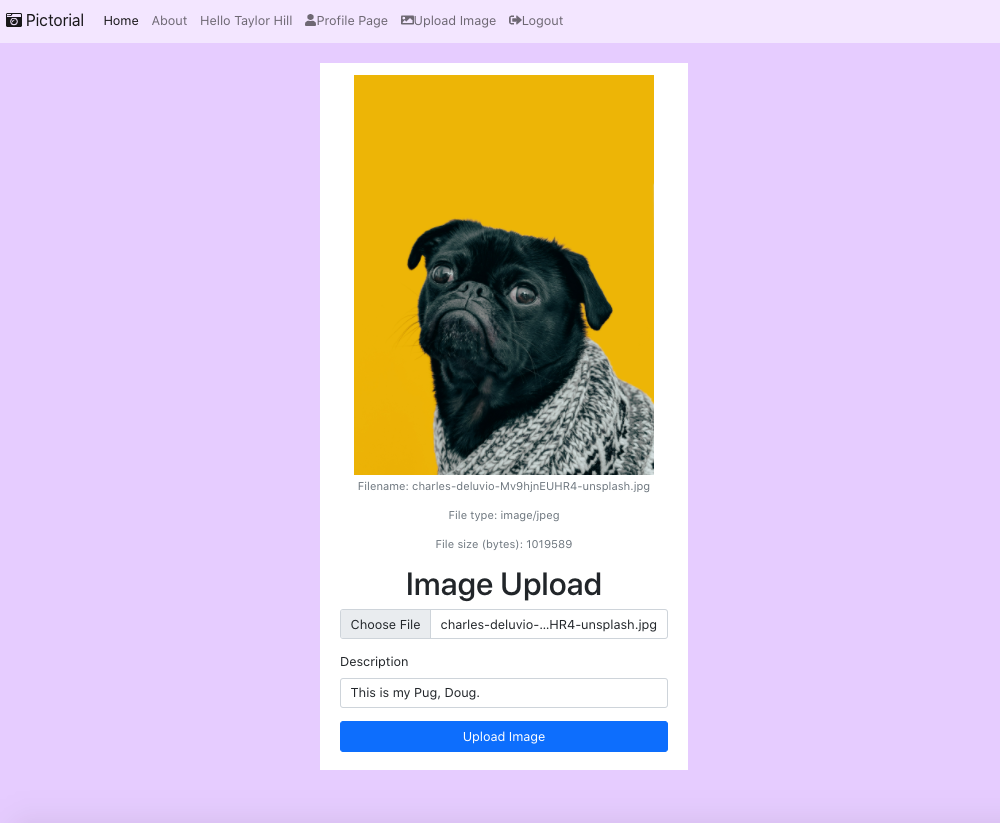 Pictorial Home About Hello Taylor Hill Profile Page Upload Image Logout
Filename: charles-deluvio-Mv9hjnEUHR4-unsplash.jpg
File type: image/jpeg
File size (bytes): 1019589
Image Upload
Choose File charles-deluvio-...HR4-unsplash.jpg
Description
This is my Pug, Doug.
Upload Image